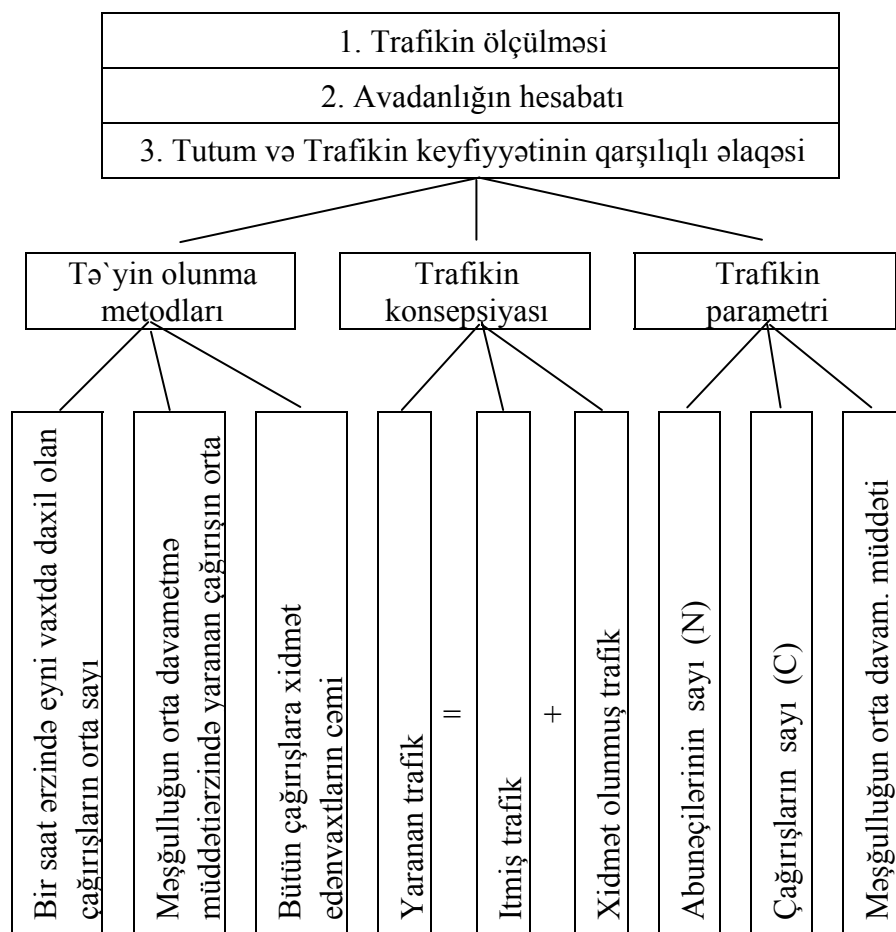 1. Trafikin ölçülməsi
2. Avadanlığın hesabatı
3. Tutum və Trafikin keyfiyyətinin qarşılıqlı əlaqəsi
Tə`yin olunma
metodları
Trafikin
konsepsiyası
Trafikin
parametri
Bir saat ərzində eyni vaxtda daxil olan
çağırışların orta sayı
Məşğulluğun orta davametmə
müddətiərzində yaranan çağırışın orta
Bütün çağırışlara xidmət
edənvaxtların cəmi
Yaranan trafik
=
Itmiş trafik
+
Xidmət olunmuş trafik
Abunəçilərinin sayı (N)
Çağırışların sayı (C)
Məşğulluğun orta davam. müddəti